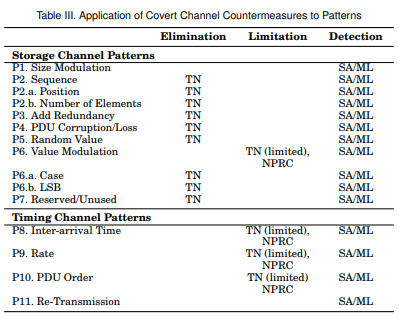 Table III. Application of Covert Channel Countermeasures to Patterns
Elimination Limitation Detection
Storage Channel Patterns
P1. Size Modulation SA/ML
P2. Sequence TN SA/ML
P2.a. Position TN SA/ML
P2.b. Number of Elements TN SA/ML
P3. Add Redundancy TN SA/ML
P4. PDU Corruption/Loss TN SA/ML
P5. Random Value TN SA/ML
P6. Value Modulation TN (limited), SA/ML
NPRC
P6.a. Case TN SA/ML
P6.b. LSB TN SA/ML
P7. Reserved/Unused TN SA/ML
Timing Channel Patterns
P8. Inter-arrival Time TN (limited), SA/ML
NPRC
P9. Rate TN (limited), SA/ML
NPRC
P10. PDU Order TN (limited) SA/ML
NPRC
P11. Re-Transmission SA/ML